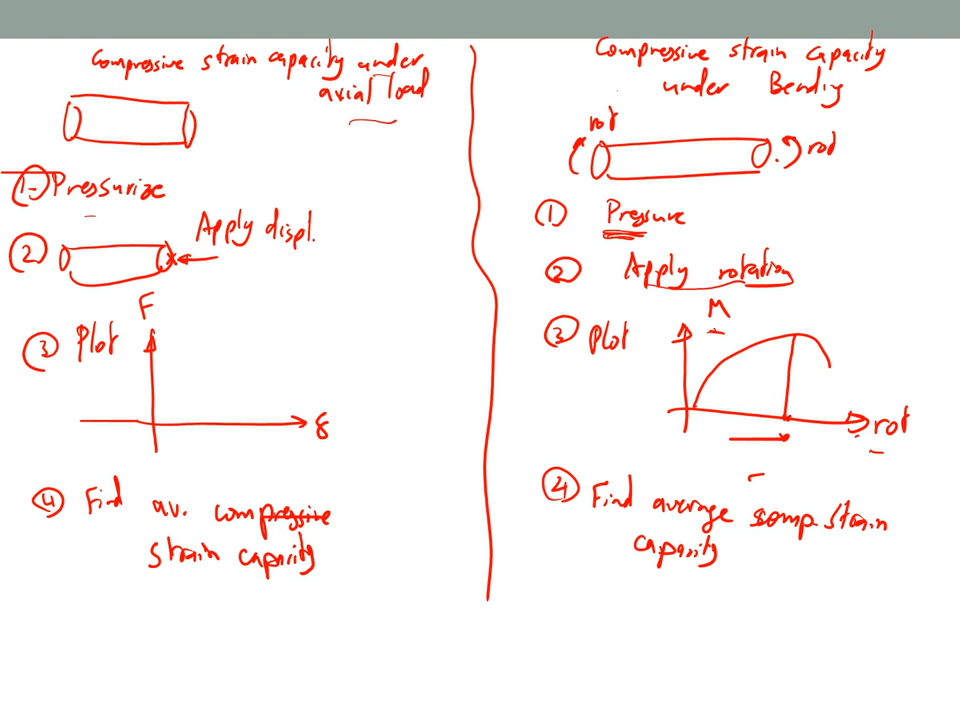 Compressive strain capacity under
axial load
1- Pressurize
2 Apply displ.
3 Plot
F
δ
4 Find av. compressive
strain capacity
Compressive strain capacity
under Bending
rot
rod
1 Pressure
2 Apply rotation
3 Plot
M
rot
4 Find average comp. strain
capacity